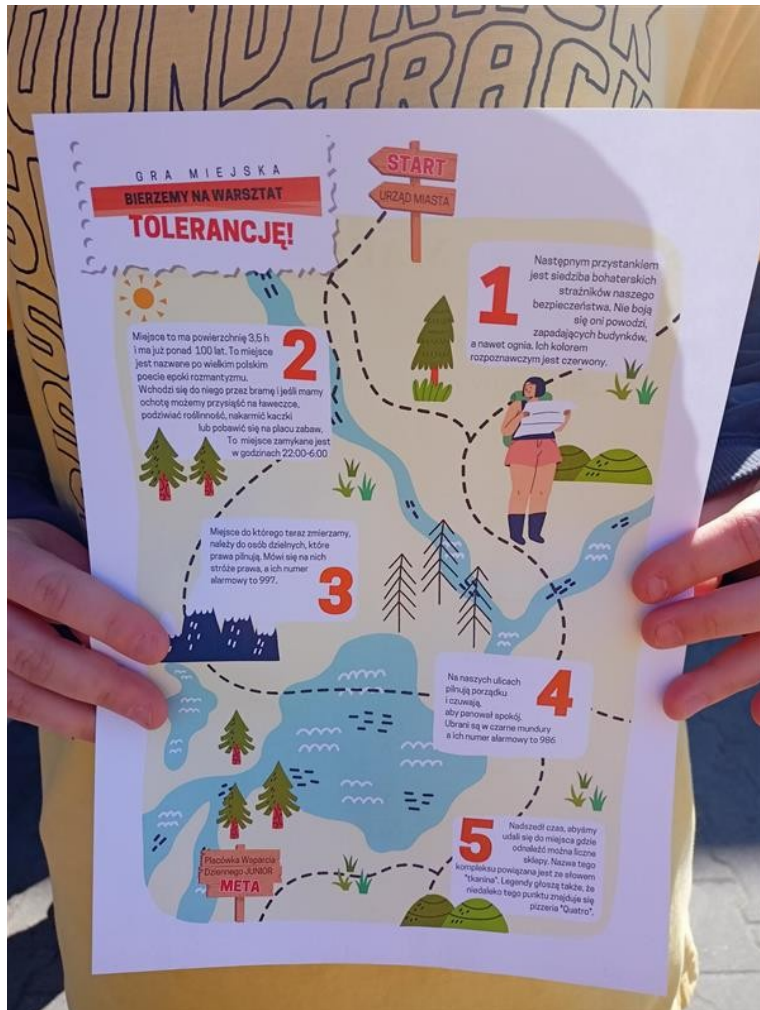 GRA MIEJSKA
BIERZEMY NA WARSZTAT
TOLERANCJĘ!
START
URZĄD MIASTA
1
Następnym przystankiem
jest siedziba bohaterskich
strażników naszego
bezpieczeństwa. Nie boją
się oni powodzi,
zapadających budynków,
a nawet ognia. Ich kolorem
rozpoznawczym jest czerwony.
2
Miejsce to ma powierzchnię 3,5 h
i ma już ponad 100 lat. To miejsce
jest nazwane po wielkim polskim
poecie epoki romantyzmu.
Wchodzi się do niego przez bramę i jeśli mamy
ochotę możemy przysiąść na ławeczce,
podziwiać roślinność, nakarmić kaczki
lub pobawić się na placu zabaw.
To miejsce zamykane jest
w godzinach 22:00-6:00
Miejsce do którego teraz zmierzamy,
należy do osób dzielnych, które
prawa pilnują. Mówi się na nich
stróże prawa, a ich numer
alarmowy to 997.
3
Na naszych ulicach
pilnują porządku
i czuwają,
aby panował spokój.
Ubrani są w czarne mundury
a ich numer alarmowy to 986
4
5
Nadszedł czas, abyśmy
udali się do miejsca gdzie
odnaleźć można liczne
sklepy. Nazwa tego
kompleksu powiązana jest ze słowem
"tkanina". Legendy głoszą także, że
niedaleko tego punktu znajduje się
pizzeria "Quatro".
Placówka Wsparcia
Dziennego JUNIOR
META